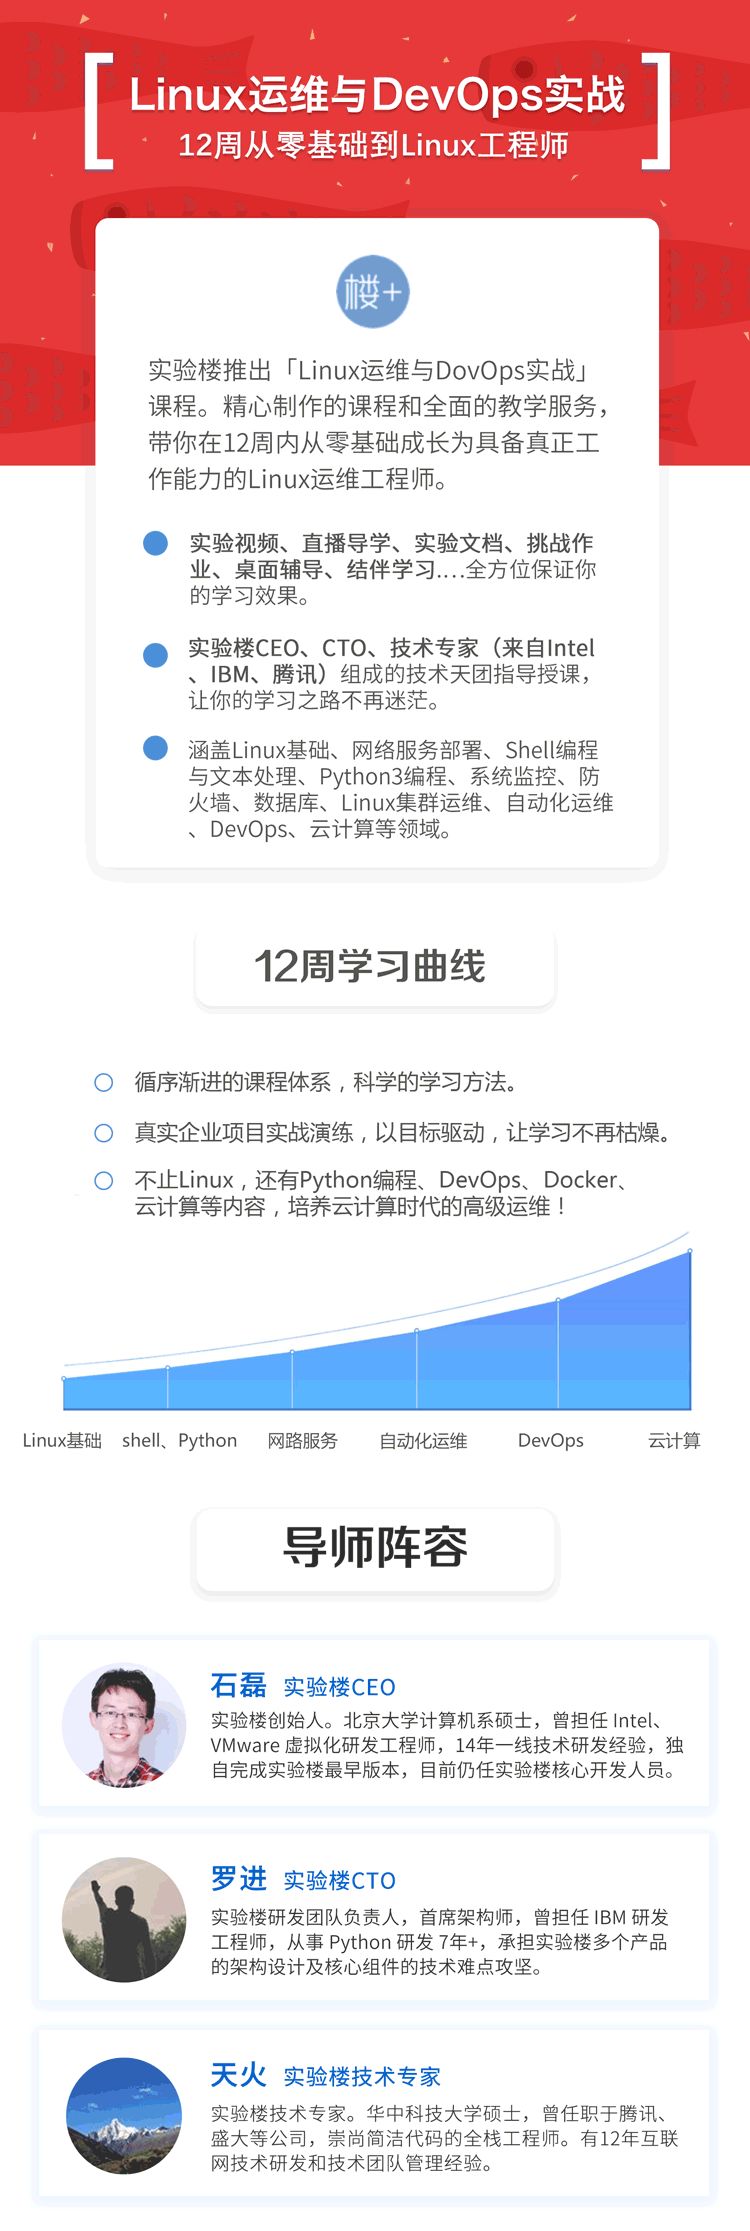 Linux运维与DevOps实战
12周从零基础到Linux工程师
楼+
实验楼推出「Linux运维与DovOps实战」
课程。精心制作的课程和全面的教学服务，
带你在12周内从零基础成长为具备真正工
作能力的Linux运维工程师。
实验视频、直播导学、实验文档、挑战作
业、桌面辅导、结伴学习....全方位保证你
的学习效果。
实验楼CEO、CTO、技术专家（来自Intel
、IBM、腾讯）组成的技术天团指导授课，
让你的学习之路不再迷茫。
涵盖Linux基础、网络服务部署、Shell编程
与文本处理、Python3编程、系统监控、防
火墙、数据库、Linux集群运维、自动化运维
、DevOps、云计算等领域。
12周学习曲线
循序渐进的课程体系，科学的学习方法。
真实企业项目实战演练，以目标驱动，让学习不再枯燥。
不止Linux，还有Python编程、DevOps、Docker、
云计算等内容，培养云计算时代的高级运维！
Linux基础 shell、Python 网路服务 自动化运维 DevOps 云计算
导师阵容
石磊 实验楼CEO
实验楼创始人。北京大学计算机系硕士，曾担任 Intel、
VMware 虚拟化研发工程师，14年一线技术研发经验，独
自完成实验楼最早版本，目前仍任实验楼核心开发人员。
罗进 实验楼CTO
实验楼研发团队负责人，首席架构师，曾担任 IBM 研发
工程师，从事 Python 研发 7年+，承担实验楼多个产品
的架构设计及核心组件的技术难点攻坚。
天火 实验楼技术专家
实验楼技术专家。华中科技大学硕士，曾任职于腾讯、
盛大等公司，崇尚简洁代码的全栈工程师。有12年互联
网技术研发和技术团队管理经验。